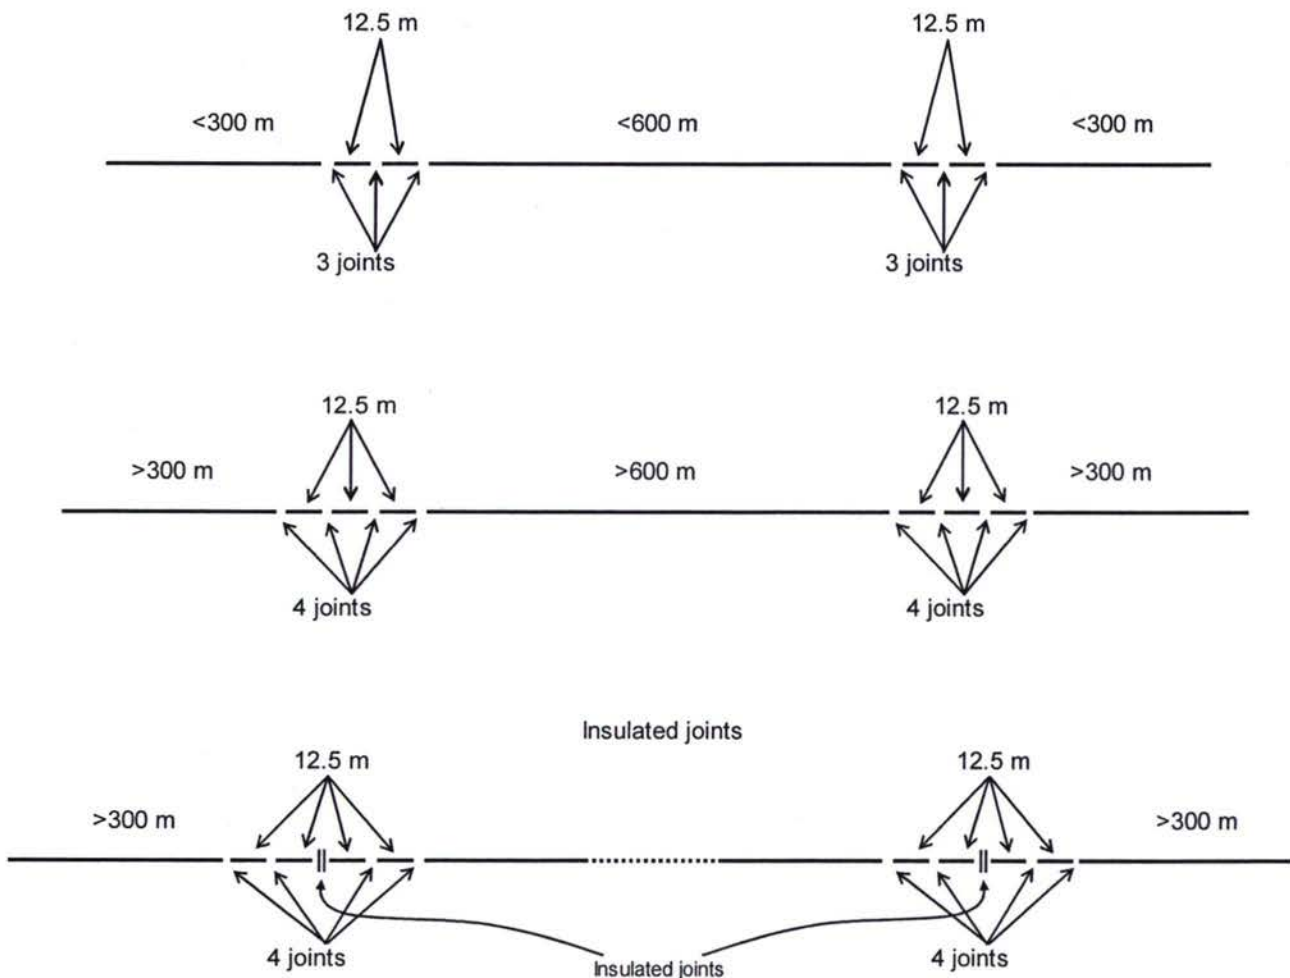 12.5 m 12.5 m
<300 m <600 m <300 m
3 joints 3 joints
12.5 m 12.5 m
>300 m >600 m >300 m
4 joints 4 joints
Insulated joints
12.5 m 12.5 m
>300 m >300 m
4 joints Insulated joints 4 joints